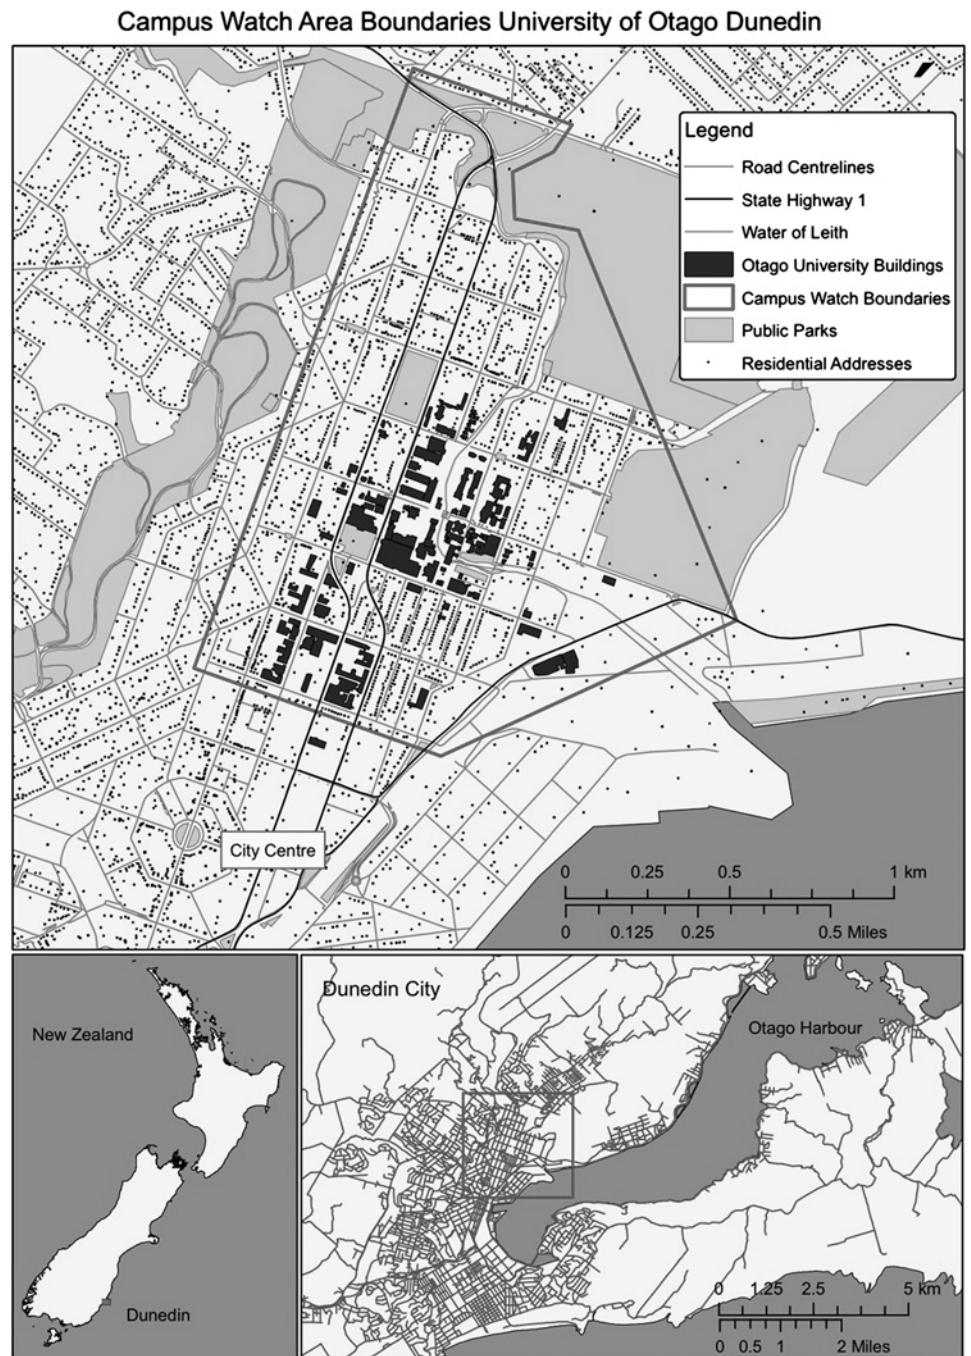 Campus Watch Area Boundaries University of Otago Dunedin
Legend
Road Centrelines
State Highway 1
Water of Leith
Otago University Buildings
Campus Watch Boundaries
Public Parks
Residential Addresses
City Centre
0 0.25 0.5 1 km
0 0.125 0.25 0.5 Miles
New Zealand
Dunedin
Dunedin City
Otago Harbour
0 1.25 2.5 5 km
0 0.5 1 2 Miles